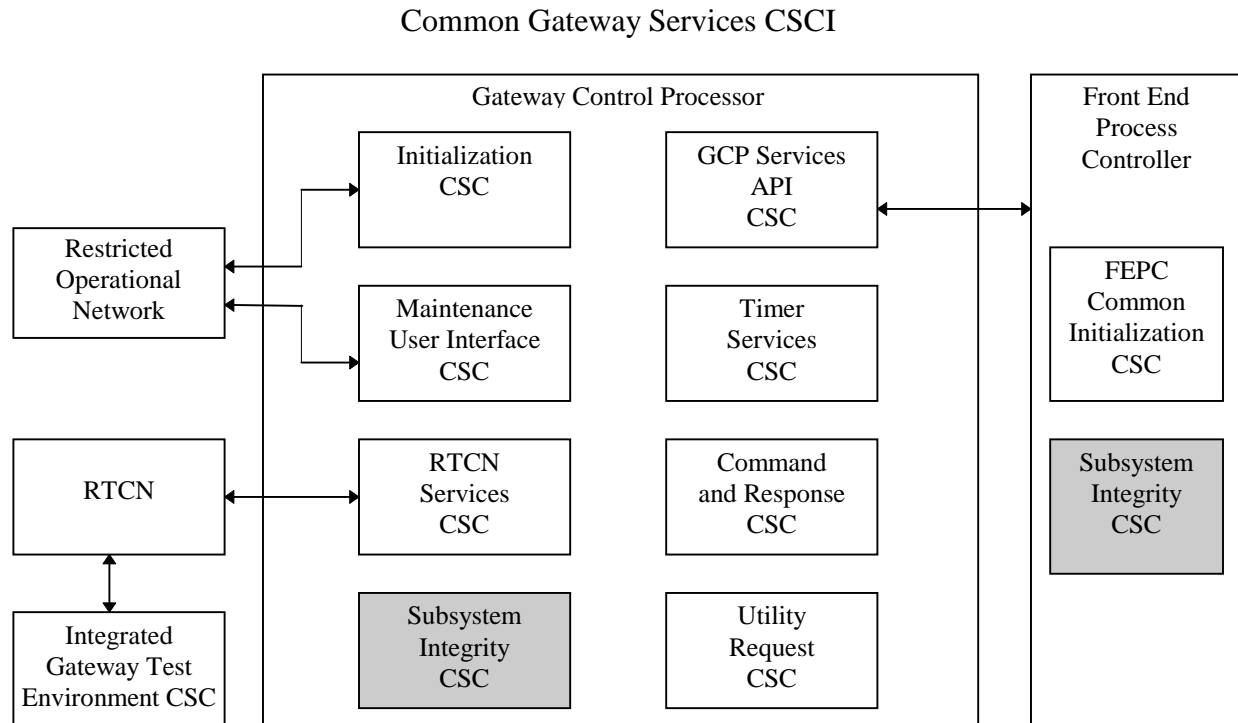 Common Gateway Services CSCI
Gateway Control Processor
Front End
Process
Controller
Initialization
CSC
GCP Services
API
CSC
Restricted
Operational
Network
FEPC
Common
Initialization
CSC
Maintenance
User Interface
CSC
Timer
Services
CSC
RTCN
RTCN
Services
CSC
Command
and Response
CSC
Subsystem
Integrity
CSC
Integrated
Gateway Test
Environment CSC
Subsystem
Integrity
CSC
Utility
Request
CSC